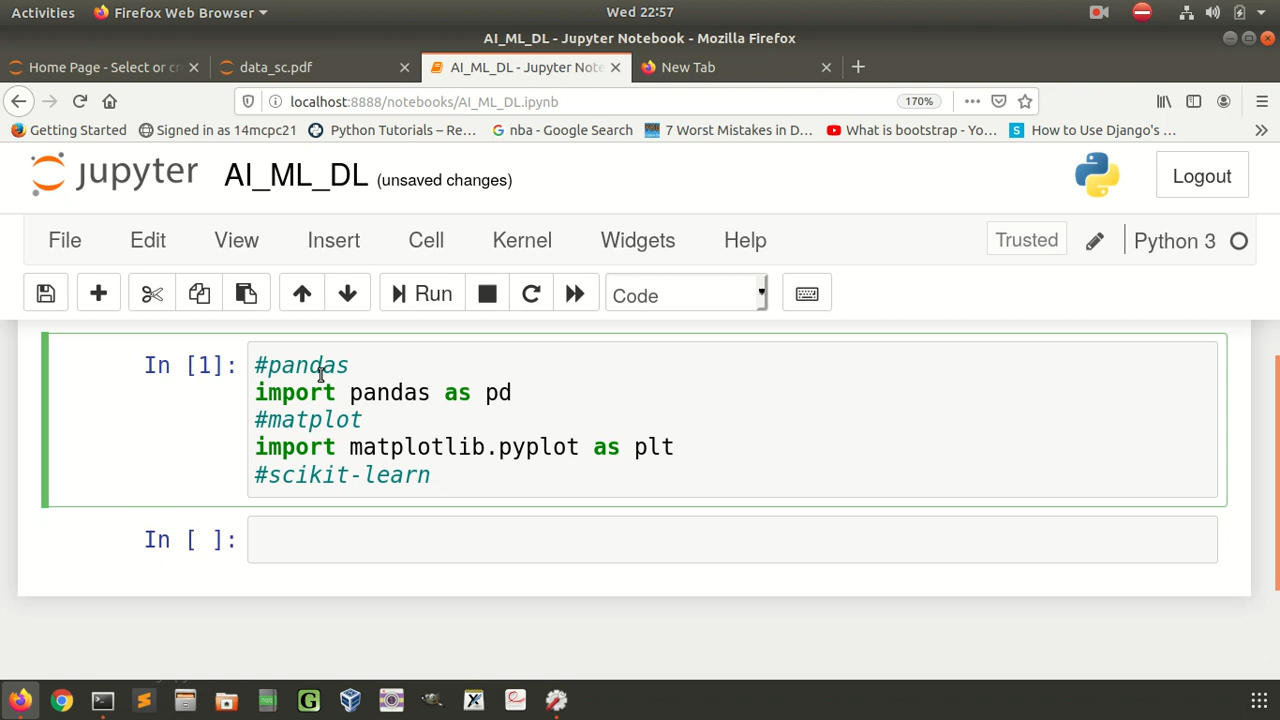 Activities Firefox Web Browser Wed 22:57
AI_ML_DL - Jupyter Notebook - Mozilla Firefox
Home Page - Select or cr data_sc.pdf AI_ML_DL - Jupyter Note New Tab
localhost:8888/notebooks/AI_ML_DL.ipynb 170%
Getting Started Signed in as 14mcpc21 Python Tutorials – Re… nba - Google Search 7 Worst Mistakes in D… What is bootstrap - Yo… How to Use Django's …
jupyter AI_ML_DL (unsaved changes) Logout
File Edit View Insert Cell Kernel Widgets Help Trusted Python 3
Run Code
In [1]: #pandas
import pandas as pd
#matplot
import matplotlib.pyplot as plt
#scikit-learn
In [ ]: